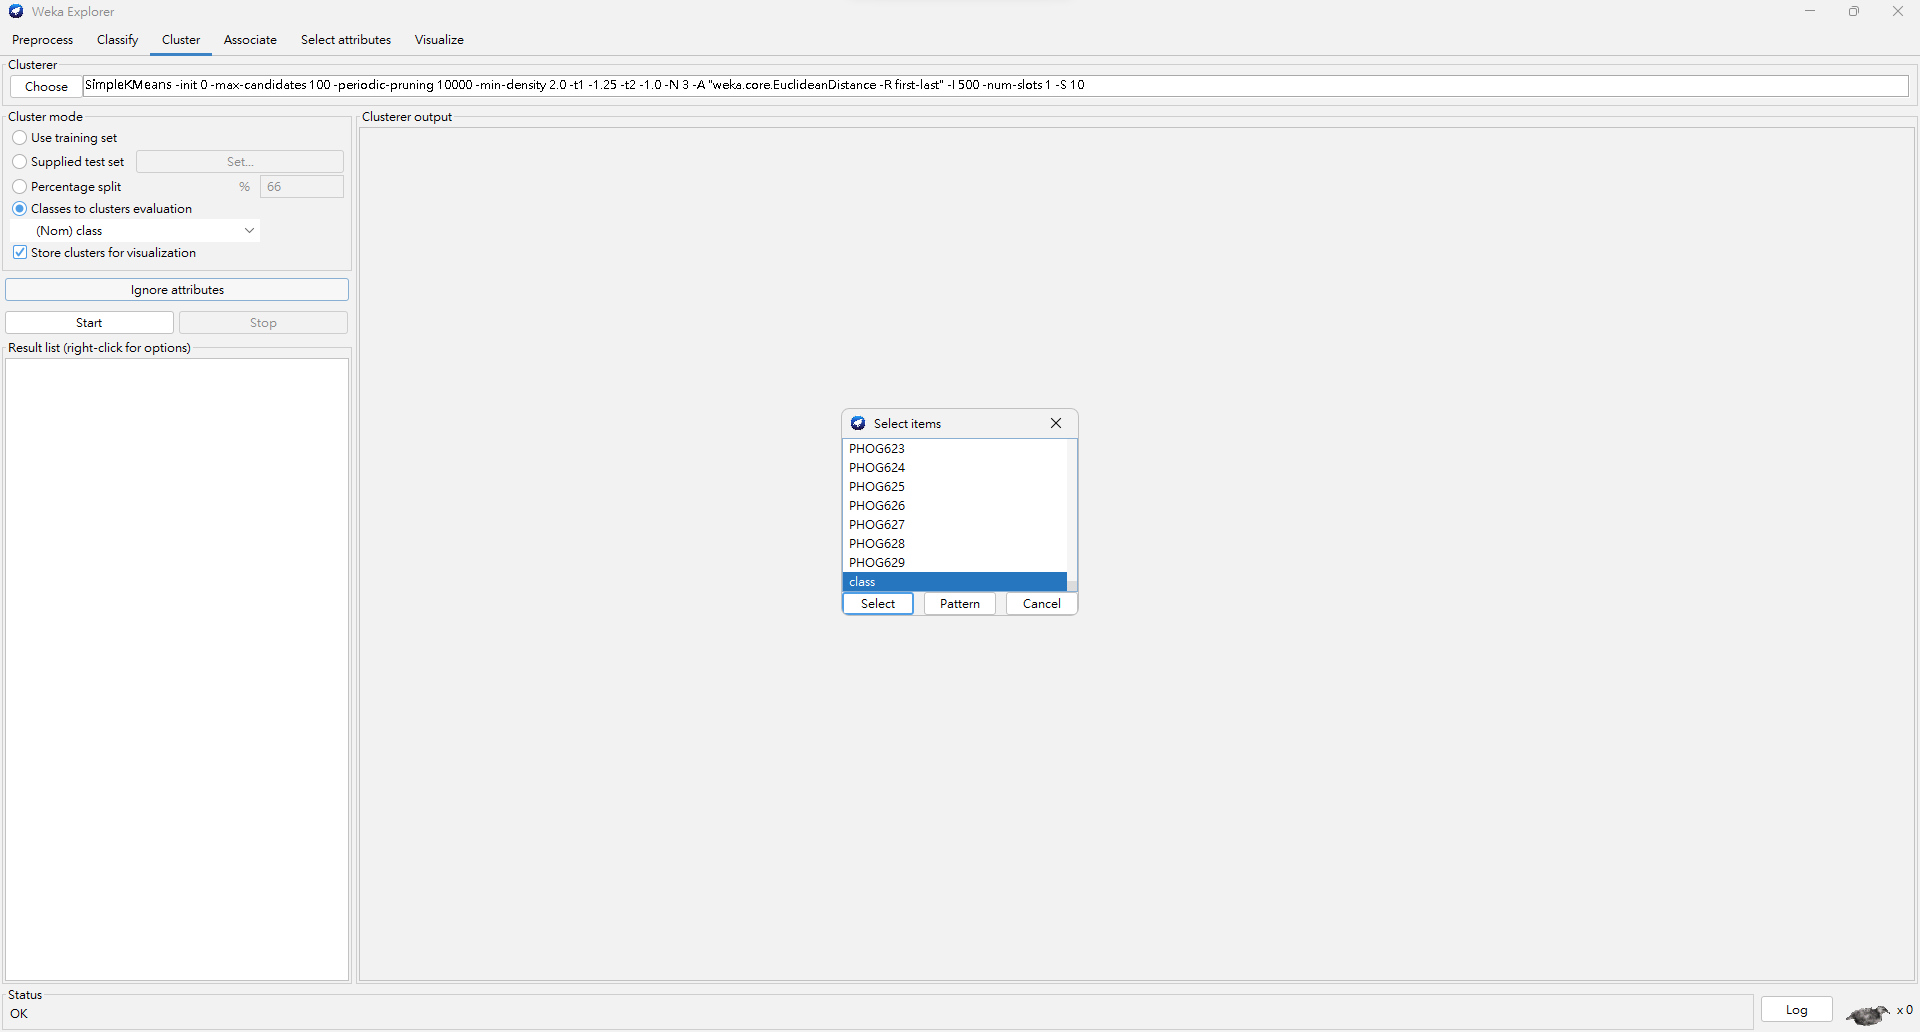 Weka Explorer
Preprocess Classify Cluster Associate Select attributes Visualize
Clusterer
Choose SimpleKMeans -init 0 -max-candidates 100 -periodic-pruning 10000 -min-density 2.0 -t1 -1.25 -t2 -1.0 -N 3 -A "weka.core.EuclideanDistance -R first-last" -I 500 -num-slots 1 -S 10
Cluster mode
Use training set
Supplied test set Set...
Percentage split % 66
Classes to clusters evaluation
(Nom) class
Store clusters for visualization
Ignore attributes
Start Stop
Result list (right-click for options)
Clusterer output
Select items
PHOG623
PHOG624
PHOG625
PHOG626
PHOG627
PHOG628
PHOG629
class
Select Pattern Cancel
Status
OK
Log x 0